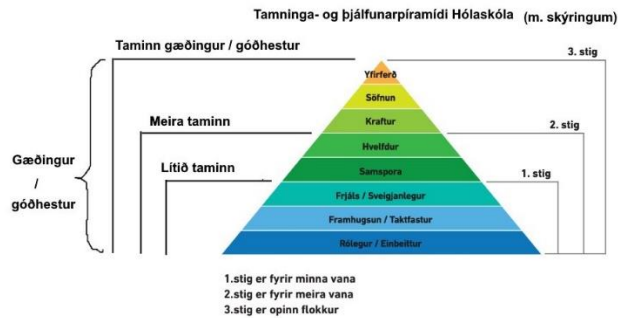 Tamninga- og þjálfunarpíramídi Hólaskóla (m. skýringum)
Taminn gæðingur / góðhestur
3. stig
Yfirferð
Söfnun
Kraftur
Meira taminn
2. stig
Hvelfdur
Gæðingur
/
góðhestur
Samspora
Lítið taminn
1. stig
Frjáls / Sveigjanlegur
Framhugsun / Taktfastur
Rólegur / Einbeittur
1.stig er fyrir minna vana
2.stig er fyrir meira vana
3.stig er opinn flokkur